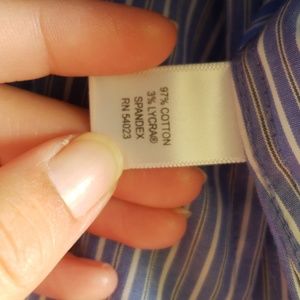 97% COTTON
3% LYCRA®
SPANDEX
RN 54023